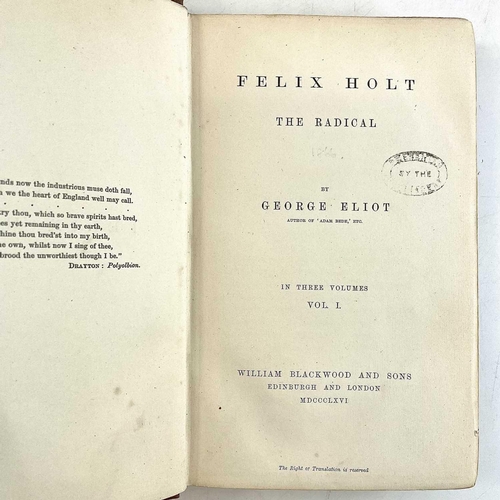 nds now the industrious muse doth fall,
we the heart of England well may call.
ry thou, which so brave spirits hast bred,
es yet remaining in thy earth,
hine thou bred'st into my birth,
e own, whilst now I sing of thee,
brood the unworthiest though I be."
DRAYTON: Polyolbion.
FELIX HOLT
THE RADICAL
BY THE
BY
GEORGE ELIOT
AUTHOR OF 'ADAM BEDE,' ETC.
IN THREE VOLUMES
VOL. I.
WILLIAM BLACKWOOD AND SONS
EDINBURGH AND LONDON
MDCCCLXVI
The Right of Translation is reserved